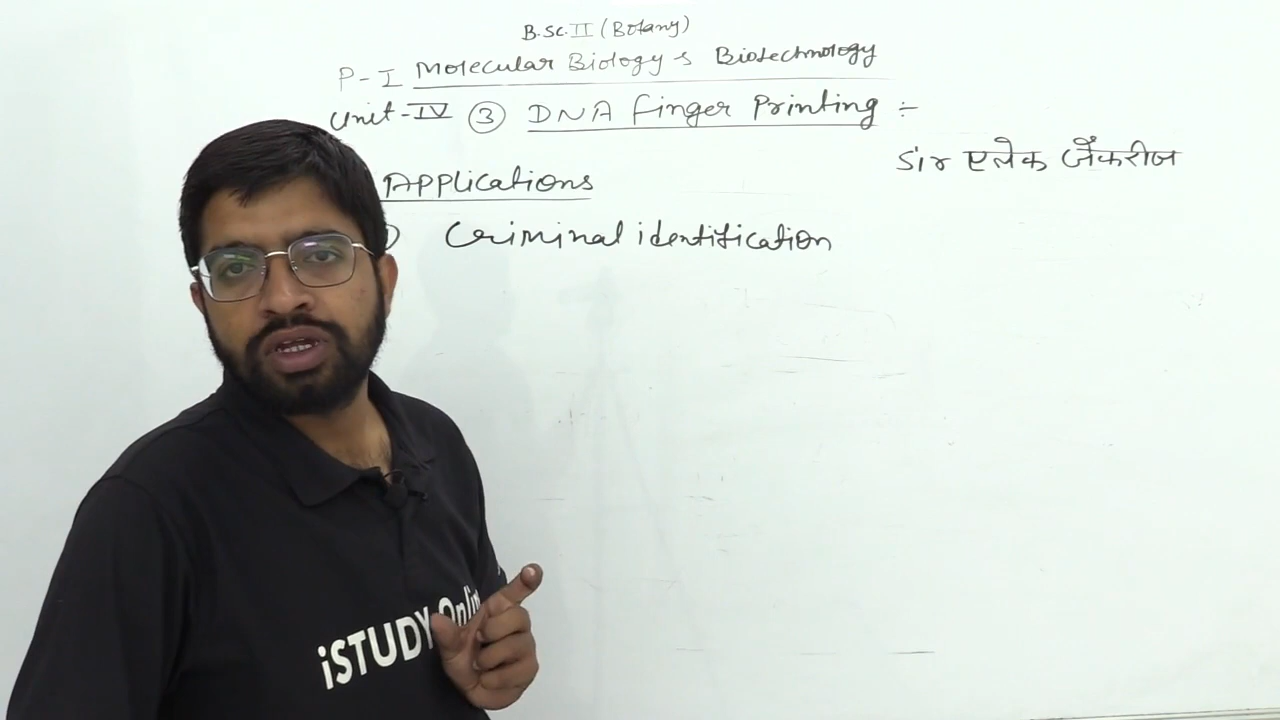 B.Sc.II (Botany)
P-I Molecular Biology & Biotechnology
Unit-IV ③ DNA Finger Printing ÷
Sir एलेक जैफरीज
Applications
) Criminal identification
iSTUDY Online